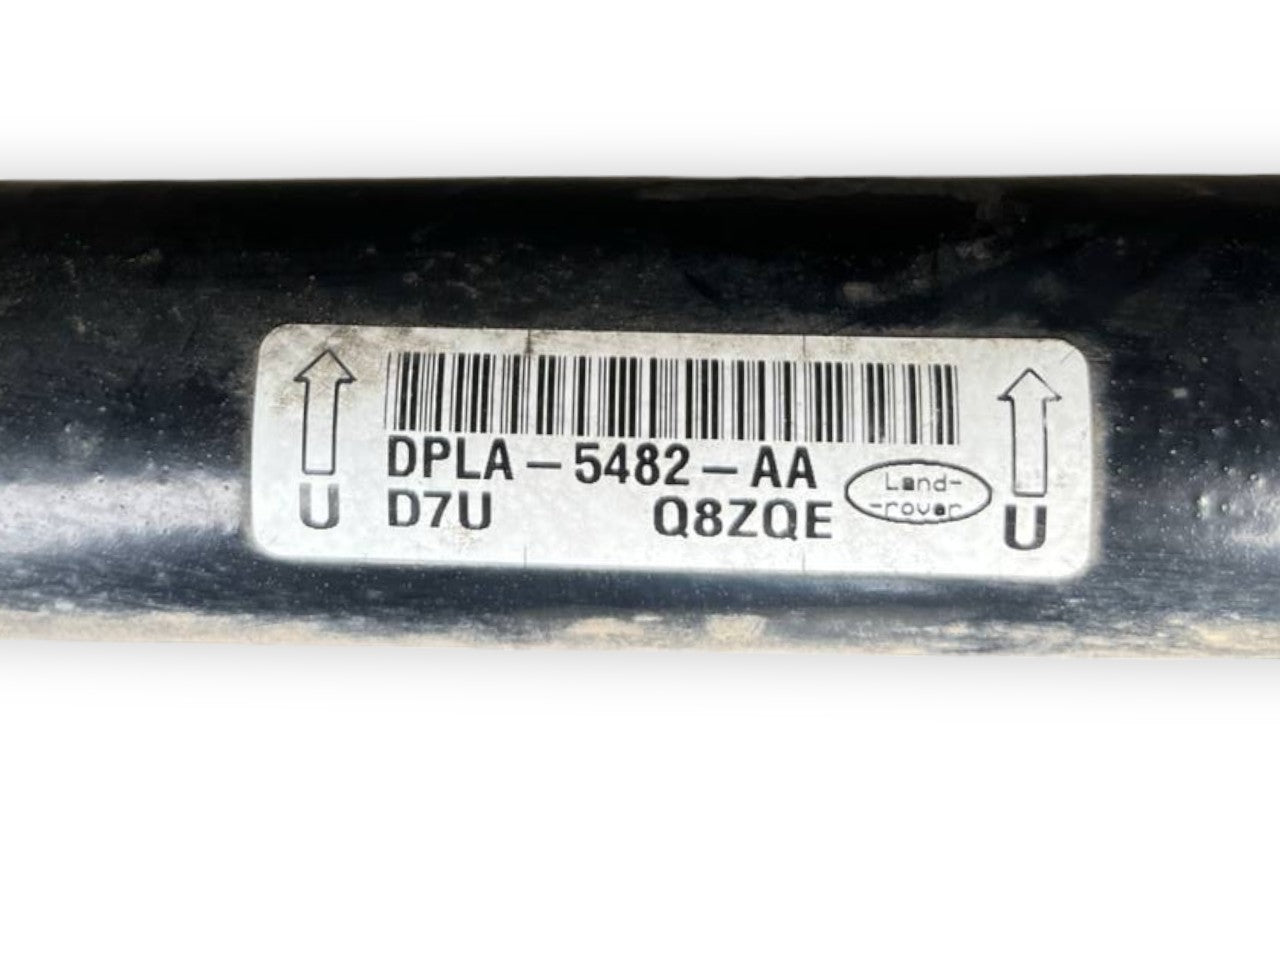 DPLA-5482-AA
D7U Q8ZQE
Land-
-rover
U U